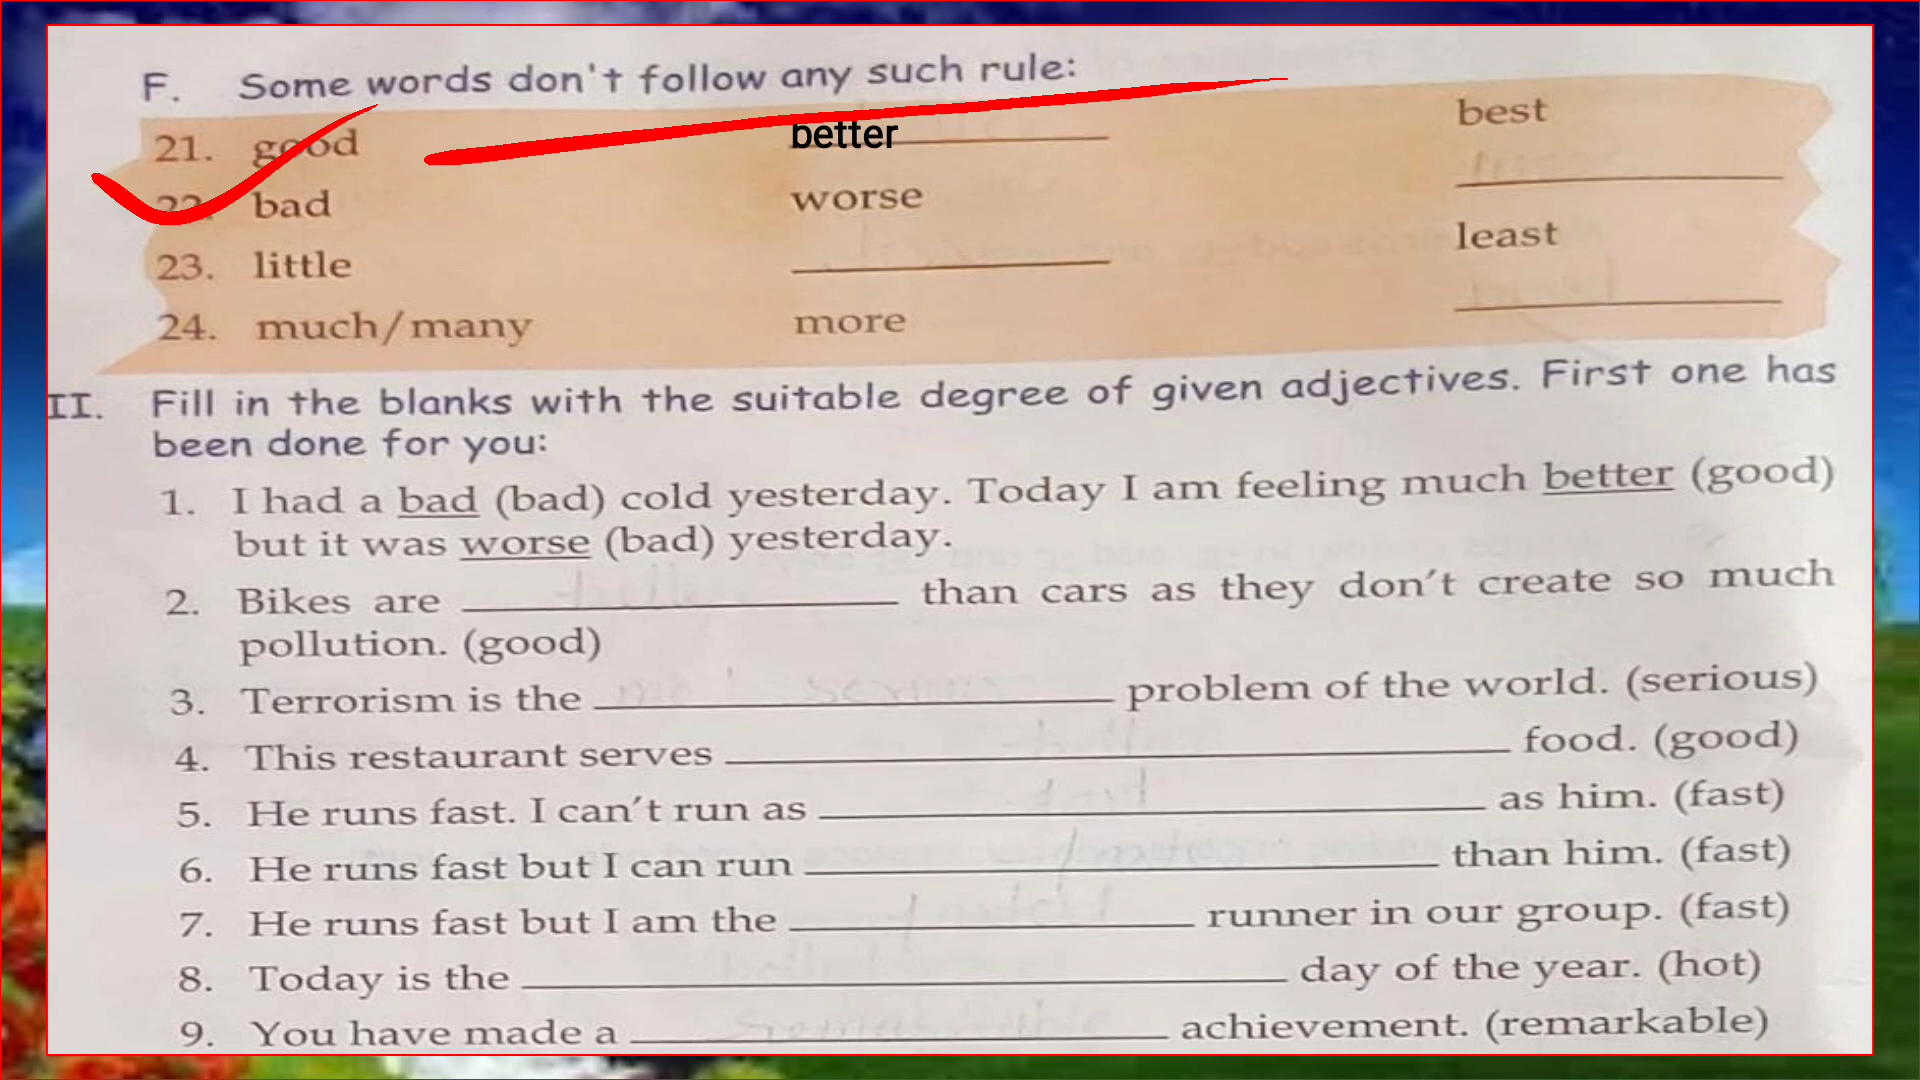 F. Some words don't follow any such rule:
21. good better best
22. bad worse
23. little least
24. much/many more
II. Fill in the blanks with the suitable degree of given adjectives. First one has
been done for you:
1. I had a bad (bad) cold yesterday. Today I am feeling much better (good)
but it was worse (bad) yesterday.
2. Bikes are than cars as they don't create so much
pollution. (good)
3. Terrorism is the problem of the world. (serious)
4. This restaurant serves food. (good)
5. He runs fast. I can't run as as him. (fast)
6. He runs fast but I can run than him. (fast)
7. He runs fast but I am the runner in our group. (fast)
8. Today is the day of the year. (hot)
9. You have made a achievement. (remarkable)